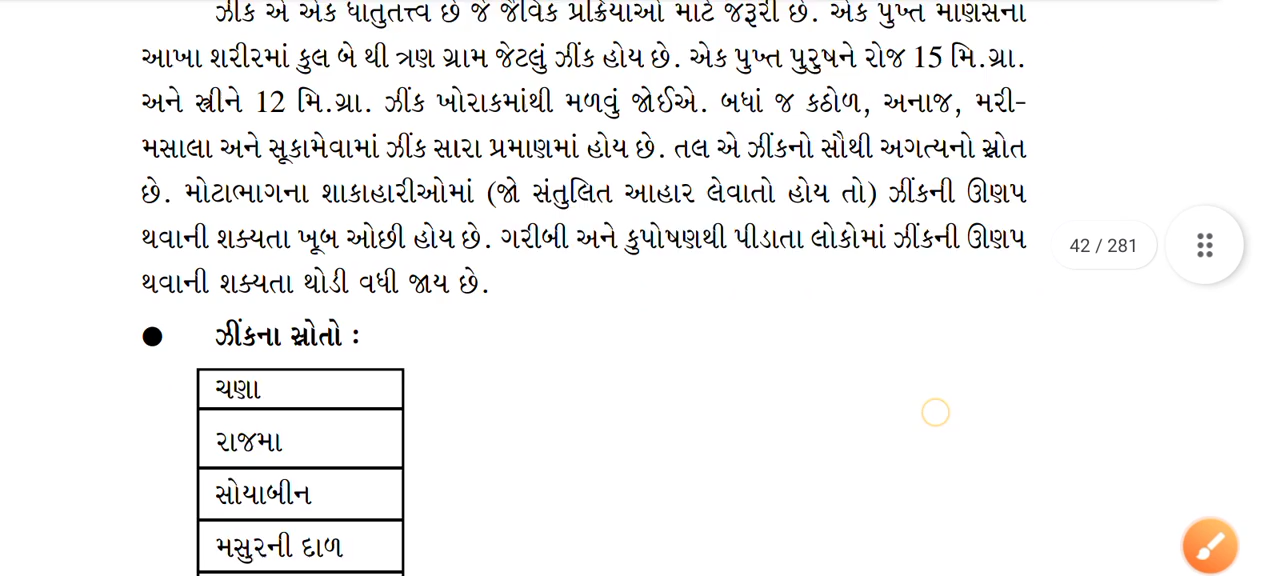 ઝીંક એ એક ધાતુતત્ત્વ છે જે જૈવિક પ્રક્રિયાઓ માટે જરૂરી છે. એક પુખ્ત માણસના
આખા શરીરમાં કુલ બે થી ત્રણ ગ્રામ જેટલું ઝીંક હોય છે. એક પુખ્ત પુરુષને રોજ 15 મિ.ગ્રા.
અને સ્ત્રીને 12 મિ.ગ્રા. ઝીંક ખોરાકમાંથી મળવું જોઈએ. બધાં જ કઠોળ, અનાજ, મરી-
મસાલા અને સૂકામેવામાં ઝીંક સારા પ્રમાણમાં હોય છે. તલ એ ઝીંકનો સૌથી અગત્યનો સ્રોત
છે. મોટાભાગના શાકાહારીઓમાં (જો સંતુલિત આહાર લેવાતો હોય તો) ઝીંકની ઊણપ
થવાની શક્યતા ખૂબ ઓછી હોય છે. ગરીબી અને કુપોષણથી પીડાતા લોકોમાં ઝીંકની ઊણપ
થવાની શક્યતા થોડી વધી જાય છે.
42 / 281
● ઝીંકના સ્રોતો :
ચણા
રાજમા
સોયાબીન
મસુરની દાળ